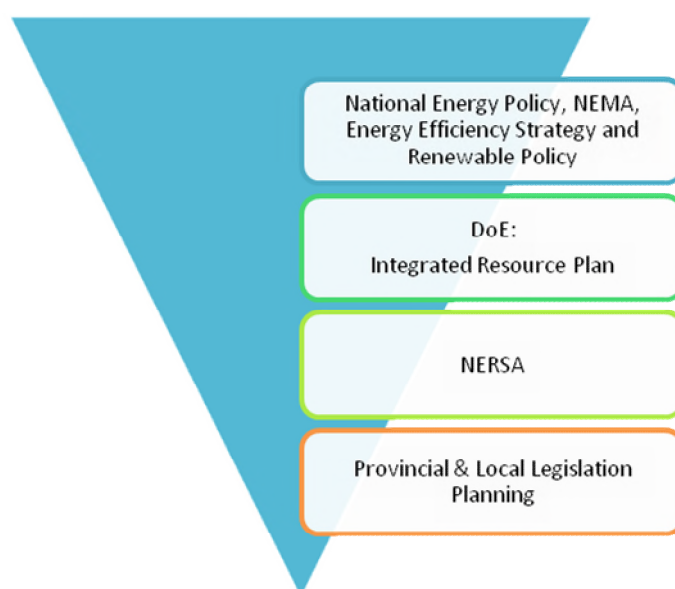 National Energy Policy, NEMA,
Energy Efficiency Strategy and
Renewable Policy
DoE:
Integrated Resource Plan
NERSA
Provincial & Local Legislation
Planning